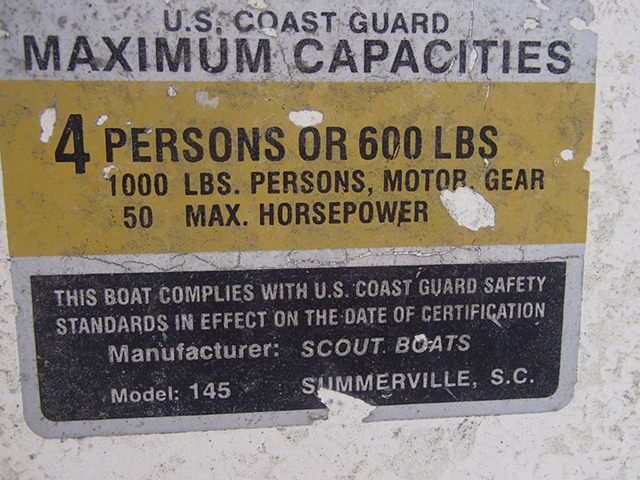 U.S. COAST GUARD
MAXIMUM CAPACITIES
4 PERSONS OR 600 LBS
1000 LBS. PERSONS, MOTOR, GEAR
50 MAX. HORSEPOWER
THIS BOAT COMPLIES WITH U.S. COAST GUARD SAFETY
STANDARDS IN EFFECT ON THE DATE OF CERTIFICATION
Manufacturer: SCOUT BOATS
Model: 145 SUMMERVILLE, S.C.